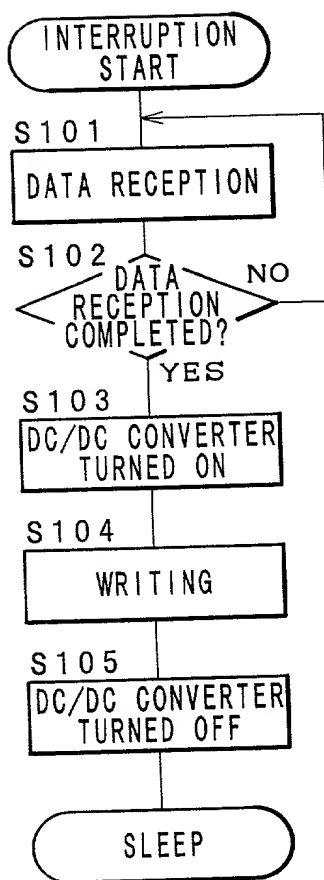 INTERRUPTION
START
S101
DATA RECEPTION
S102
DATA
RECEPTION
COMPLETED?
NO
YES
S103
DC/DC CONVERTER
TURNED ON
S104
WRITING
S105
DC/DC CONVERTER
TURNED OFF
SLEEP